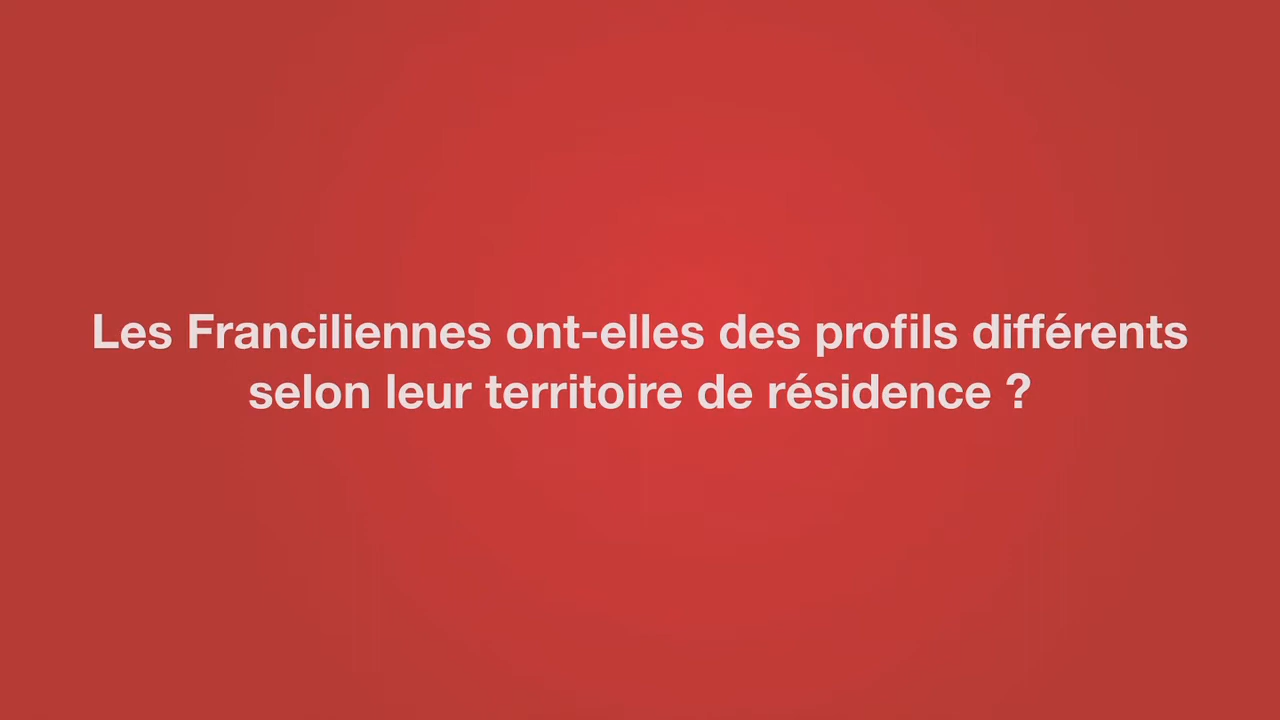 Les Franciliennes ont-elles des profils différents
selon leur territoire de résidence ?